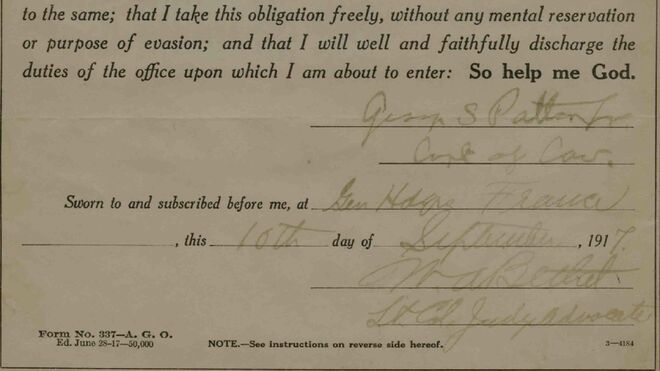 to the same; that I take this obligation freely, without any mental reservation
or purpose of evasion; and that I will well and faithfully discharge the
duties of the office upon which I am about to enter: So help me God.
George S Patton Jr
Capt of Cav.
Sworn to and subscribed before me, at Gen Hdqrs France
, this 10th day of September, 1917.
W. A. Bethel
Lt Col. Judge Advocate
Form No. 337—A. G. O.
Ed. June 28-17—50,000
NOTE.—See instructions on reverse side hereof.
3—4184